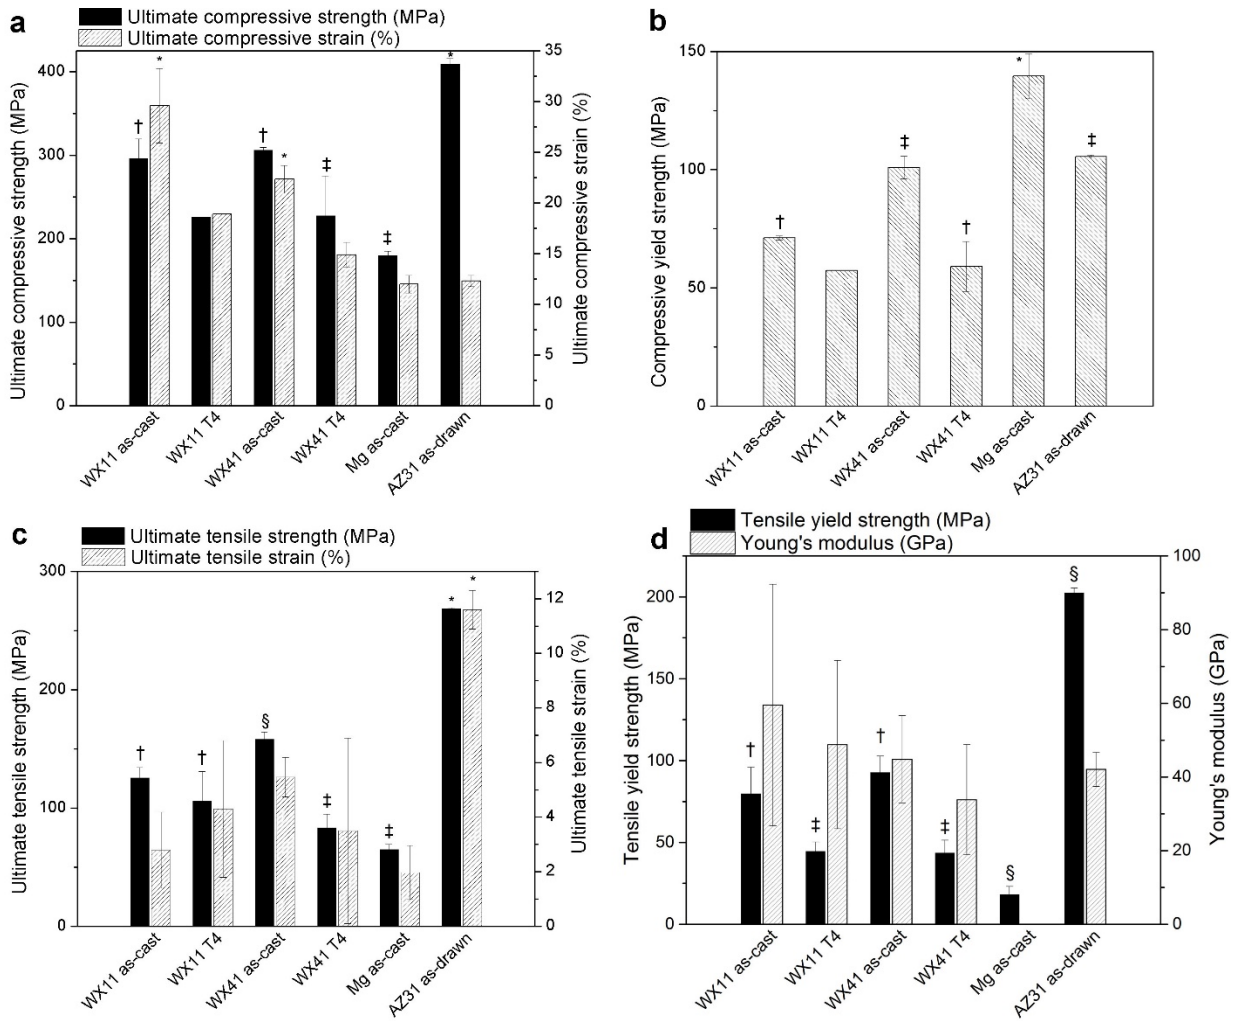 a
Ultimate compressive strength (MPa)
Ultimate compressive strain (%)
Ultimate compressive strength (MPa)
400
300
200
100
0
† * † * ‡ ‡ *
35
30
25
20
15
10
5
0
Ultimate compressive strain (%)
WX11 as-cast
WX11 T4
WX41 as-cast
WX41 T4
Mg as-cast
AZ31 as-drawn
b
Compressive yield strength (MPa)
150
100
50
0
† ‡ † * ‡
WX11 as-cast
WX11 T4
WX41 as-cast
WX41 T4
Mg as-cast
AZ31 as-drawn
c
Ultimate tensile strength (MPa)
Ultimate tensile strain (%)
Ultimate tensile strength (MPa)
300
200
100
0
† † § ‡ ‡ * *
12
10
8
6
4
2
0
Ultimate tensile strain (%)
WX11 as-cast
WX11 T4
WX41 as-cast
WX41 T4
Mg as-cast
AZ31 as-drawn
d
Tensile yield strength (MPa)
Young's modulus (GPa)
Tensile yield strength (MPa)
200
150
100
50
0
† ‡ † ‡ § §
100
80
60
40
20
0
Young's modulus (GPa)
WX11 as-cast
WX11 T4
WX41 as-cast
WX41 T4
Mg as-cast
AZ31 as-drawn